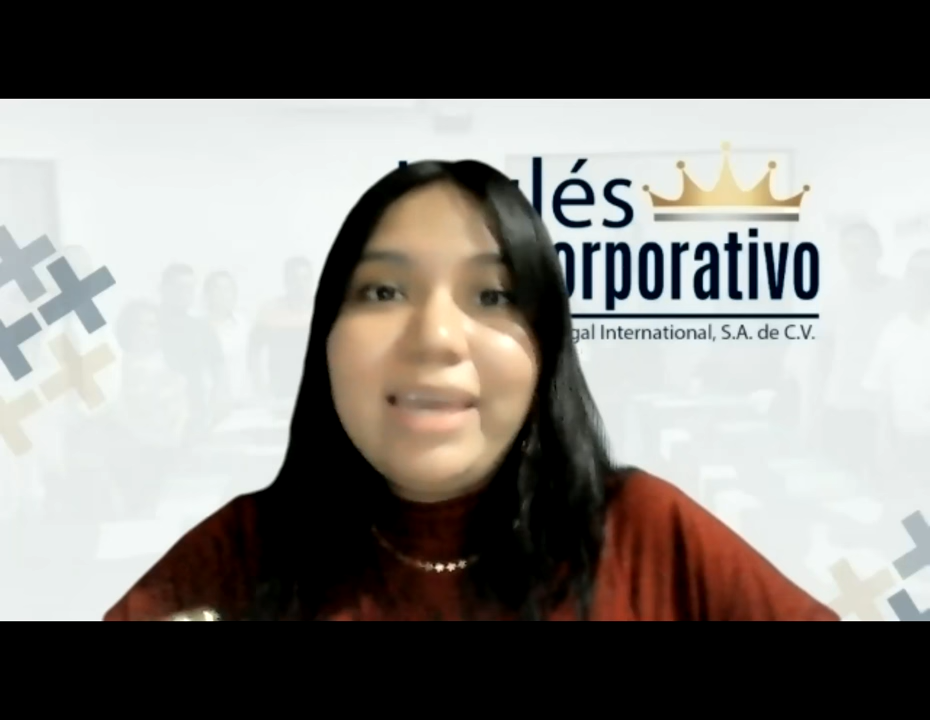 lés
orporativo
gal International, S.A. de C.V.